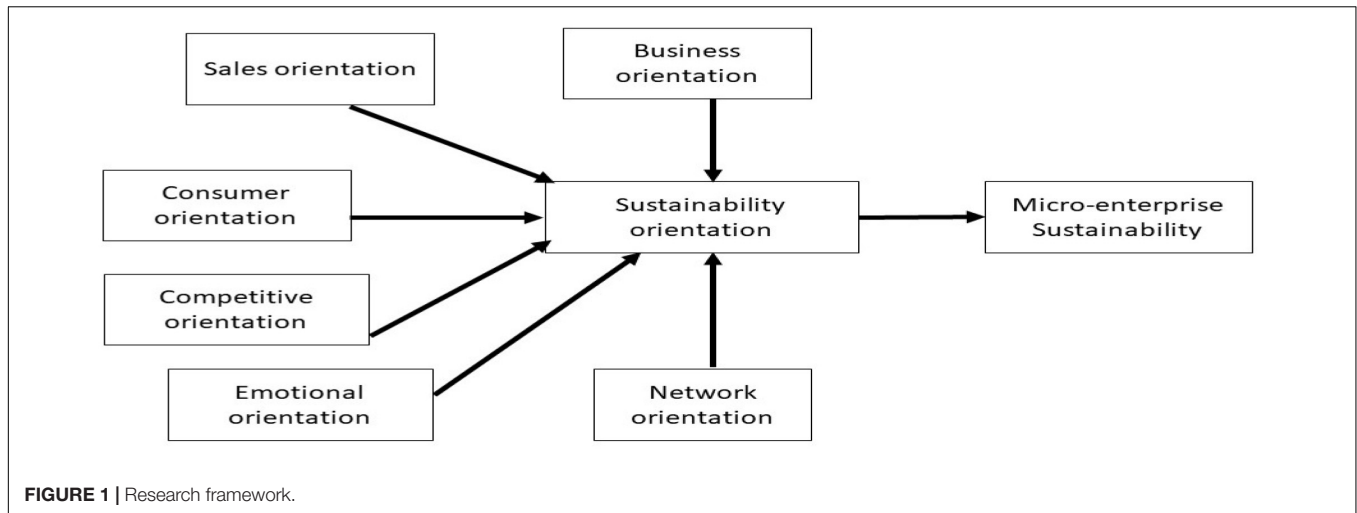 Sales orientation
Business
orientation
Consumer
orientation
Sustainability
orientation
Micro-enterprise
Sustainability
Competitive
orientation
Emotional
orientation
Network
orientation
FIGURE 1 | Research framework.